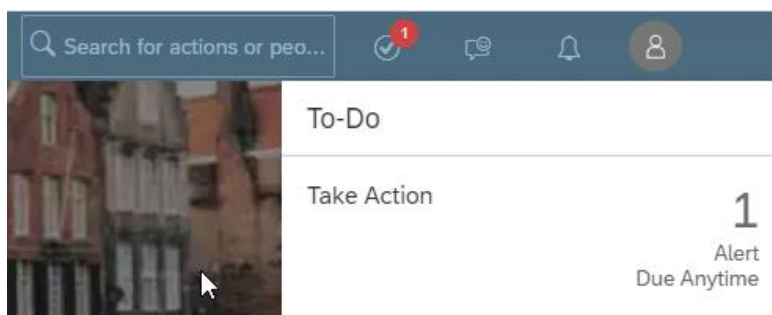 Search for actions or peo...
1
To-Do
Take Action
1
Alert
Due Anytime